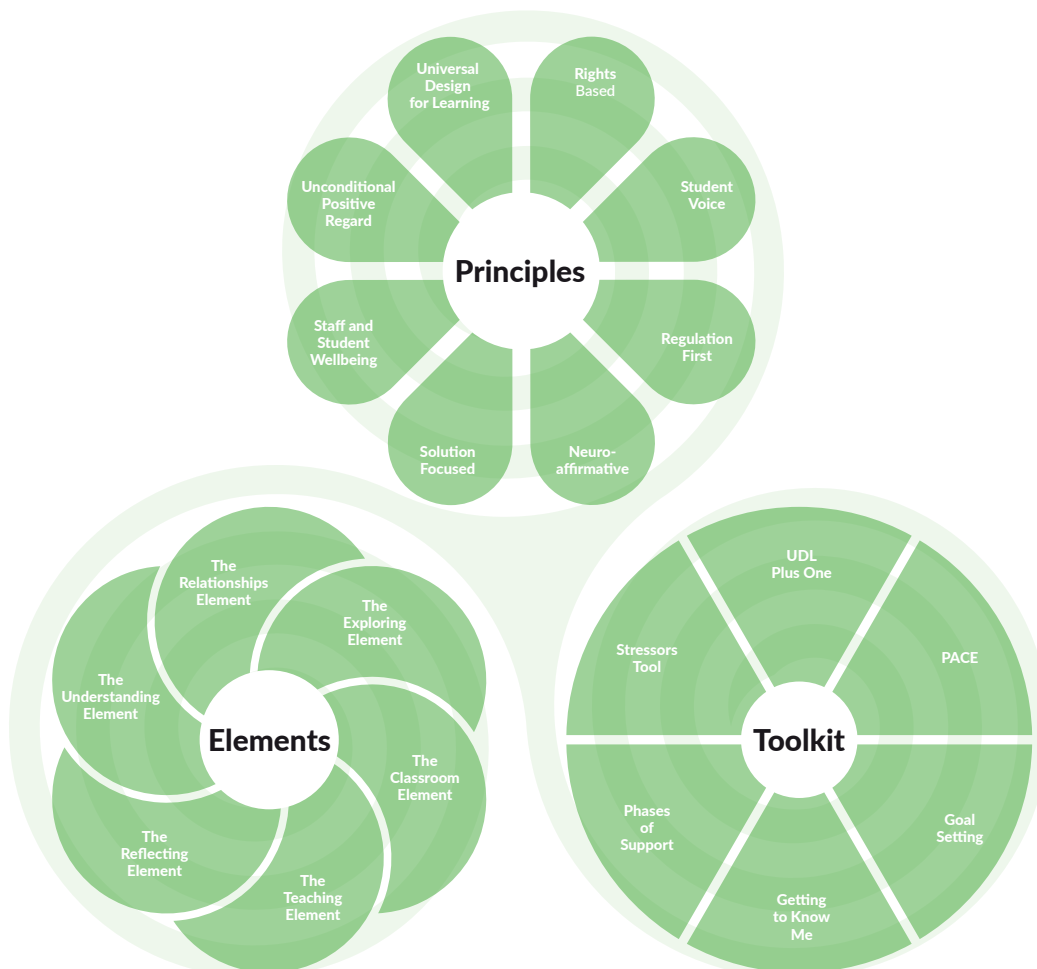 Universal
Design
for Learning
Rights
Based
Student
Voice
Regulation
First
Neuro-
affirmative
Solution
Focused
Staff and
Student
Wellbeing
Unconditional
Positive
Regard
Principles
The
Relationships
Element
The
Exploring
Element
The
Classroom
Element
The
Teaching
Element
The
Reflecting
Element
The
Understanding
Element
Elements
UDL
Plus One
PACE
Goal
Setting
Getting
to Know
Me
Phases
of
Support
Stressors
Tool
Toolkit